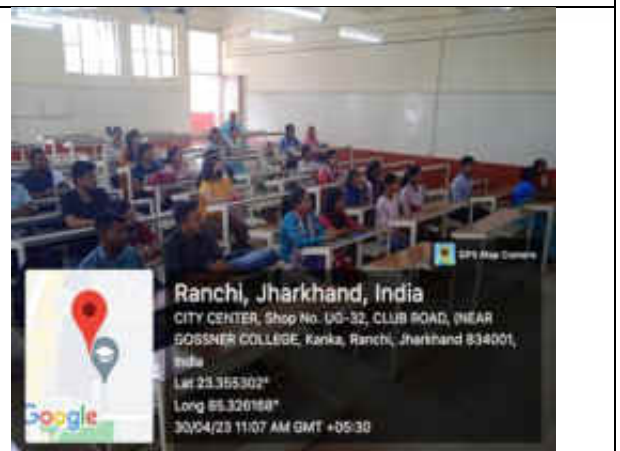 GPS Map Camera
Ranchi, Jharkhand, India
CITY CENTER, Shop No. UG-32, CLUB ROAD, (NEAR
GOSSNER COLLEGE, Kanka, Ranchi, Jharkhand 834001,
India
Lat 23.355302°
Long 85.326168°
30/04/23 11:07 AM GMT +05:30
Google